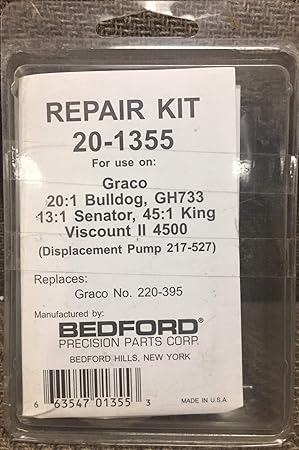 REPAIR KIT
20-1355
For use on:
Graco
20:1 Bulldog, GH733
13:1 Senator, 45:1 King
Viscount II 4500
(Displacement Pump 217-527)
Replaces:
Graco No. 220-395
Manufactured by:
BEDFORD®
PRECISION PARTS CORP.
BEDFORD HILLS, NEW YORK
6 63547 01355 3
MADE IN U.S.A